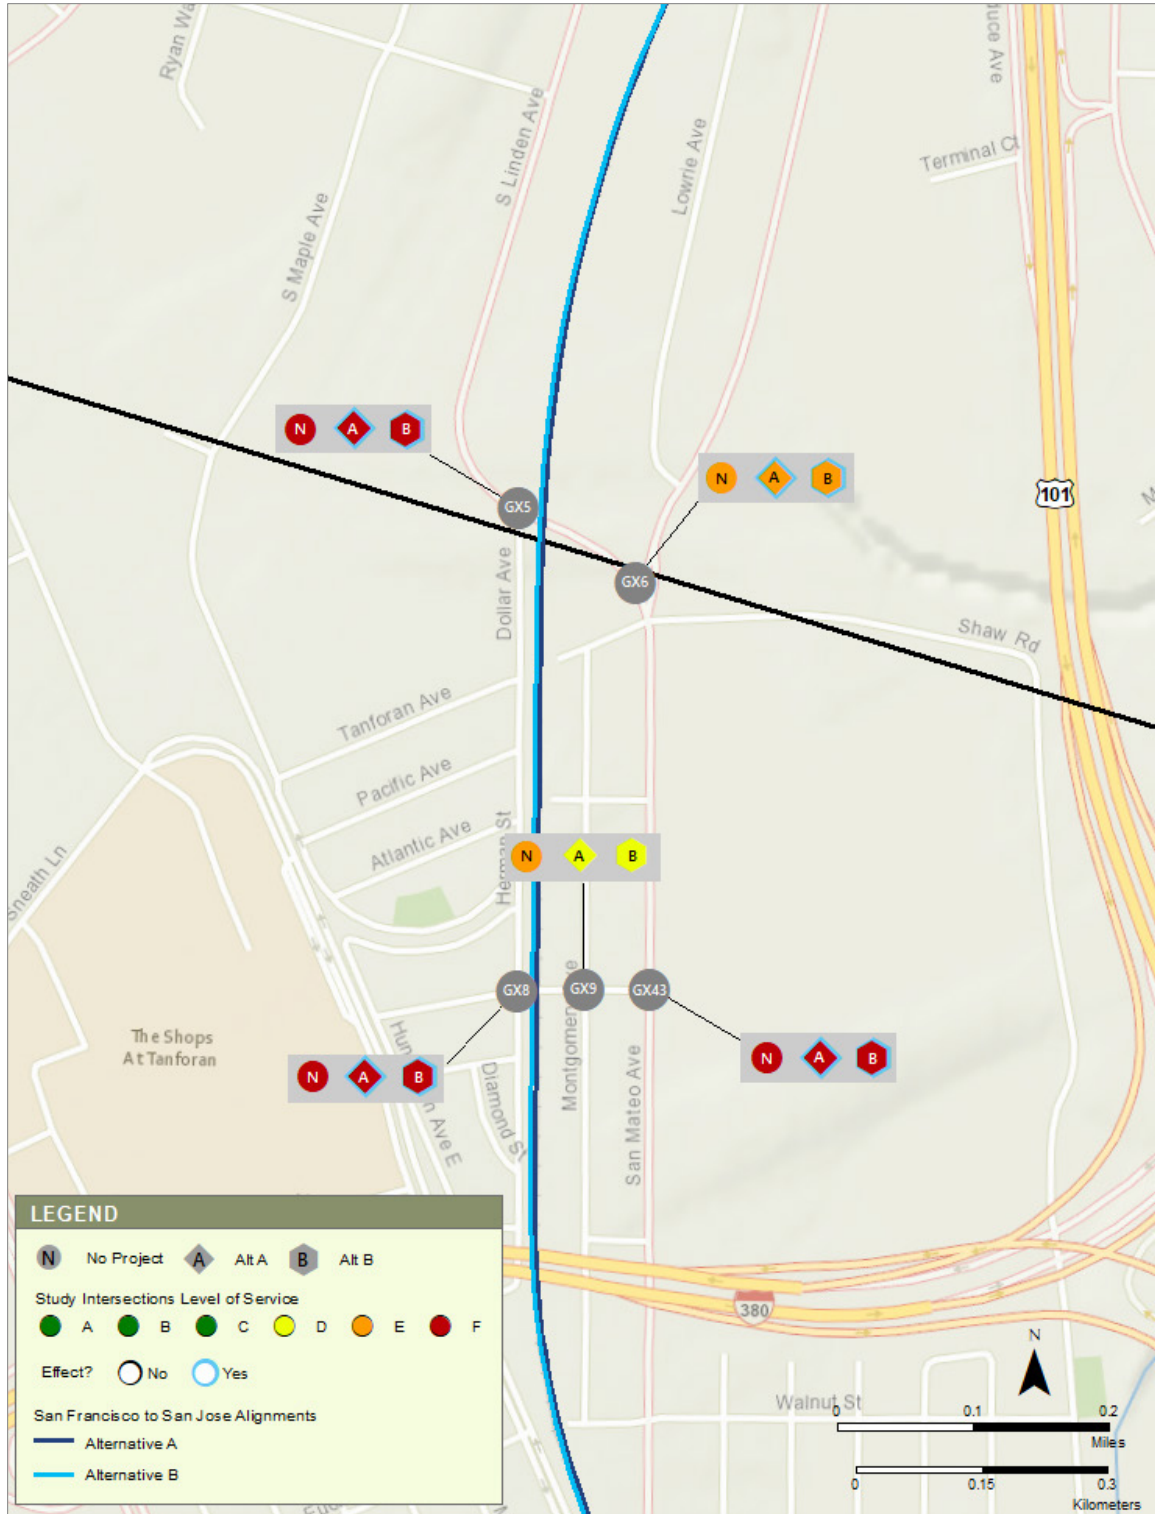 Ryan Wa
duce Ave
S Linden Ave
Lowrie Ave
Terminal Ct
S Maple Ave
N A B
N A B
101
GX5
GX6
Dollar Ave
Shaw Rd
Tanforan Ave
Pacific Ave
Atlantic Ave
Herman St
N A B
Sneath Ln
GX8
GX9
GX43
The Shops
At Tanforan
Montgomery Ave
San Mateo Ave
Diamond St
N A B
N A B
380
Walnut St
N
0 0.1 0.2
Miles
0 0.15 0.3
Kilometers
LEGEND
N No Project A Alt A B Alt B
Study Intersections Level of Service
A B C D E F
Effect? No Yes
San Francisco to San Jose Alignments
Alternative A
Alternative B